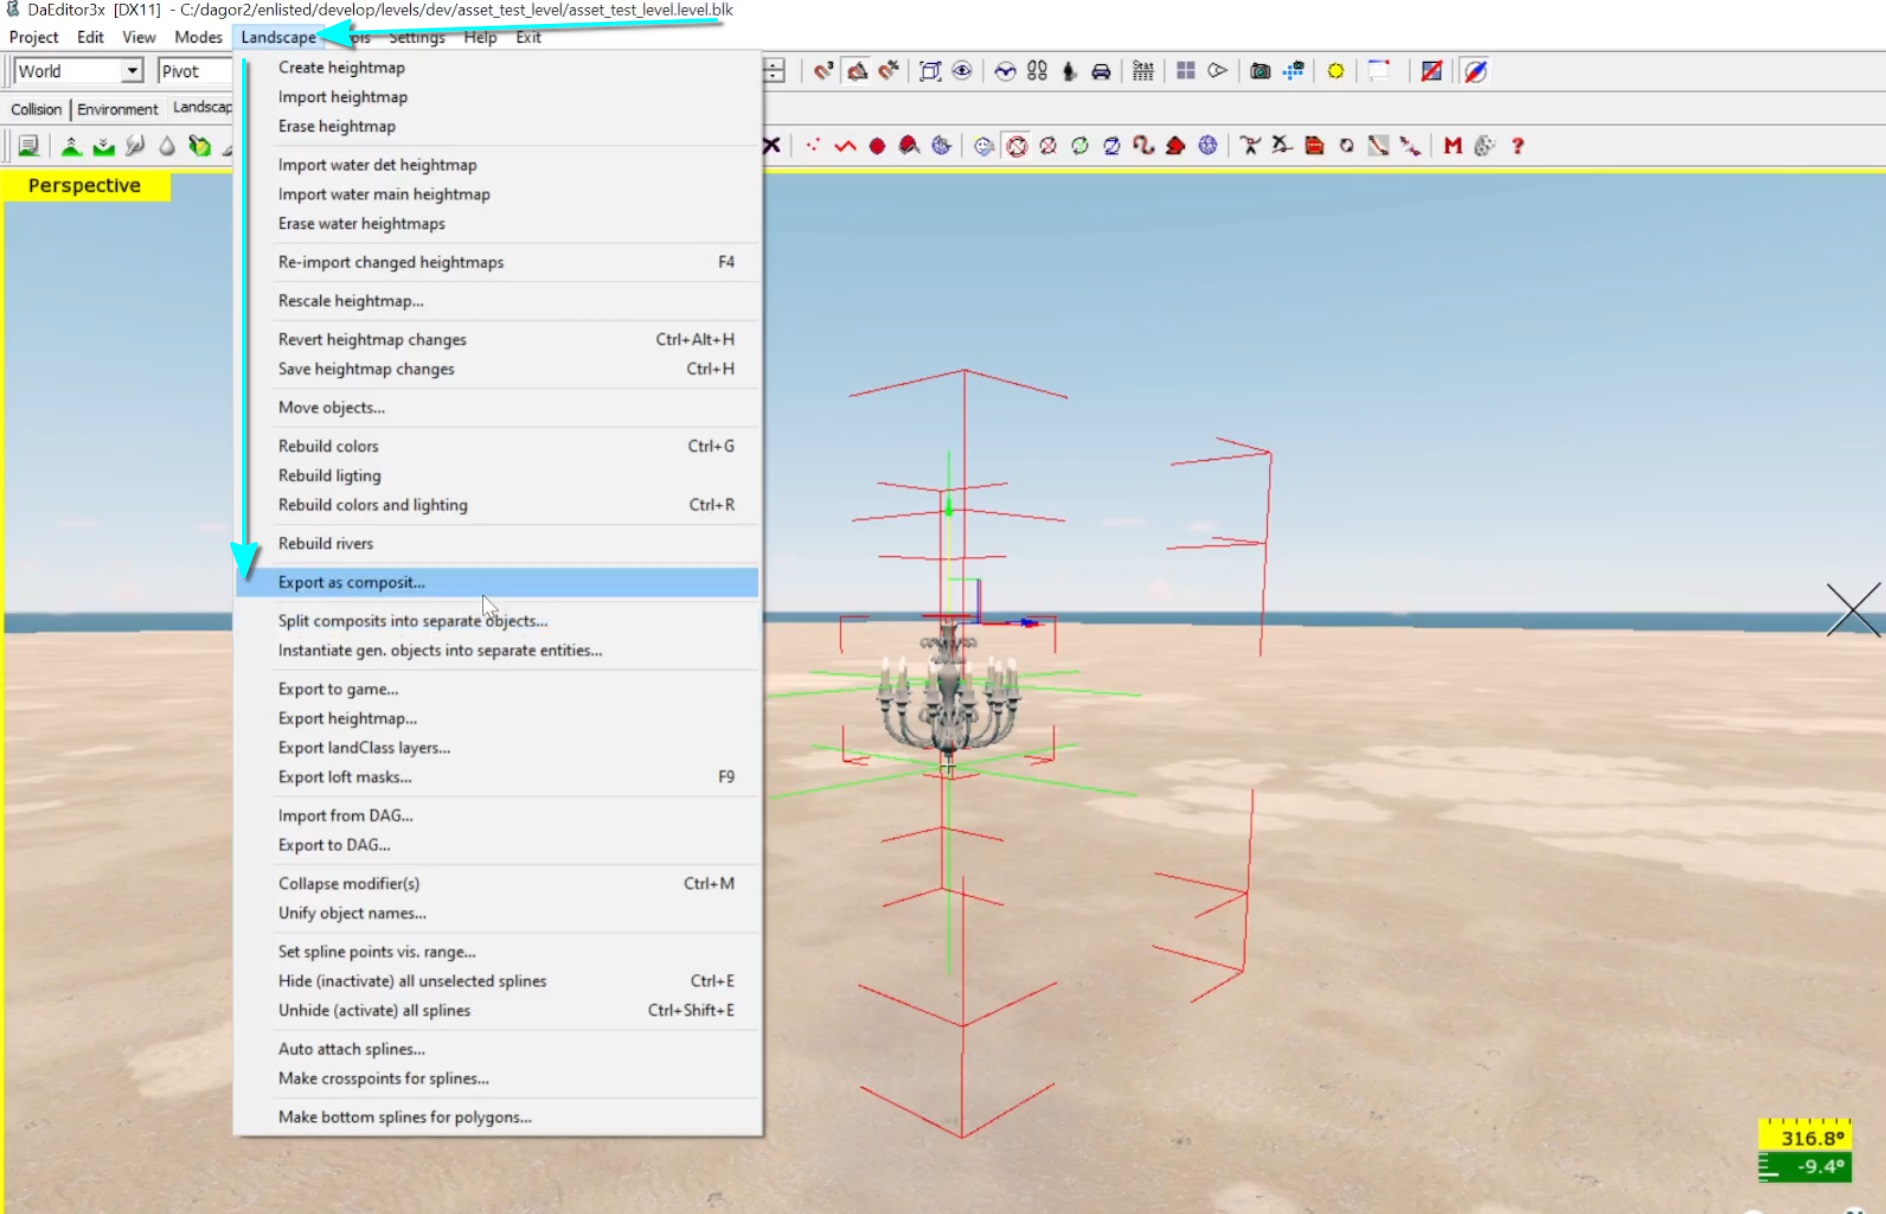 DaEditor3x [DX11] - C:/dagor2/enlisted/develop/levels/dev/asset_test_level/asset_test_level.level.blk
Project Edit View Modes Landscape Settings Help Exit
World Pivot
Stat
Collision Environment Landscap
M ?
Perspective
Create heightmap
Import heightmap
Erase heightmap
Import water det heightmap
Import water main heightmap
Erase water heightmaps
Re-import changed heightmaps F4
Rescale heightmap...
Revert heightmap changes Ctrl+Alt+H
Save heightmap changes Ctrl+H
Move objects...
Rebuild colors Ctrl+G
Rebuild ligting
Rebuild colors and lighting Ctrl+R
Rebuild rivers
Export as composit...
Split composits into separate objects...
Instantiate gen. objects into separate entities...
Export to game...
Export heightmap...
Export landClass layers...
Export loft masks... F9
Import from DAG...
Export to DAG...
Collapse modifier(s) Ctrl+M
Unify object names...
Set spline points vis. range...
Hide (inactivate) all unselected splines Ctrl+E
Unhide (activate) all splines Ctrl+Shift+E
Auto attach splines...
Make crosspoints for splines...
Make bottom splines for polygons...
316.8°
-9.4°